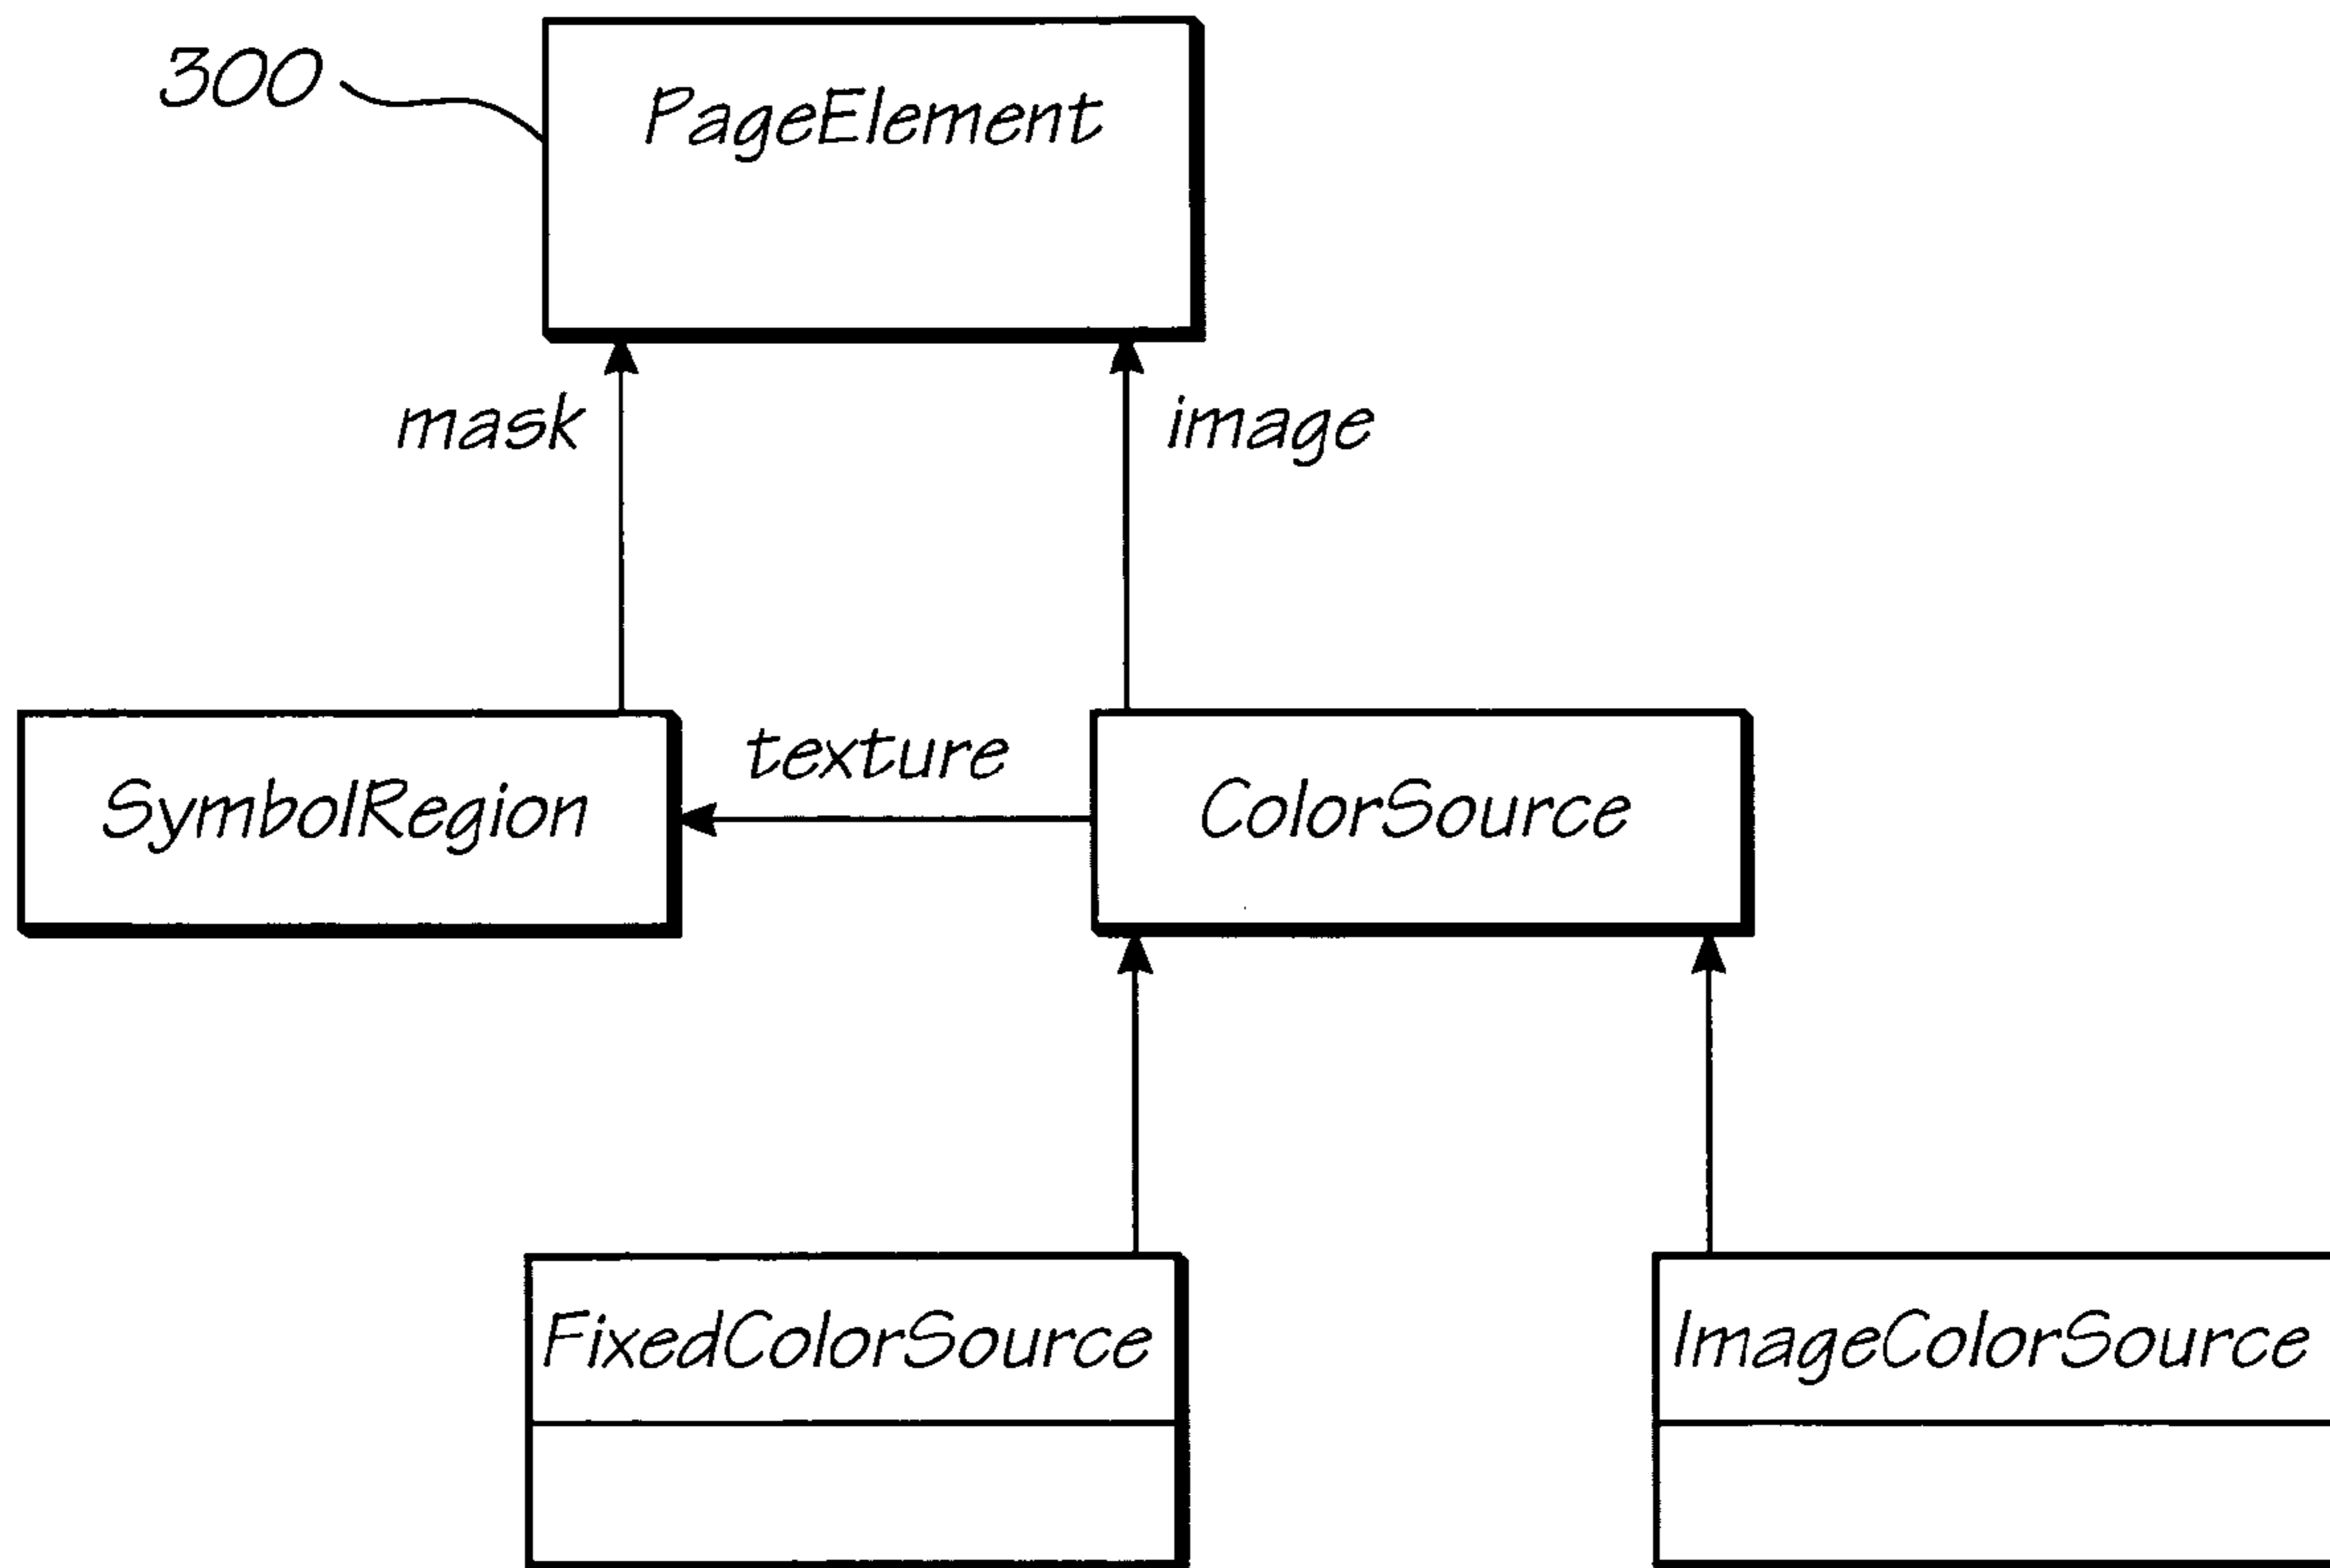 300
PageElement
mask
image
texture
SymbolRegion
ColorSource
FixedColorSource
ImageColorSource